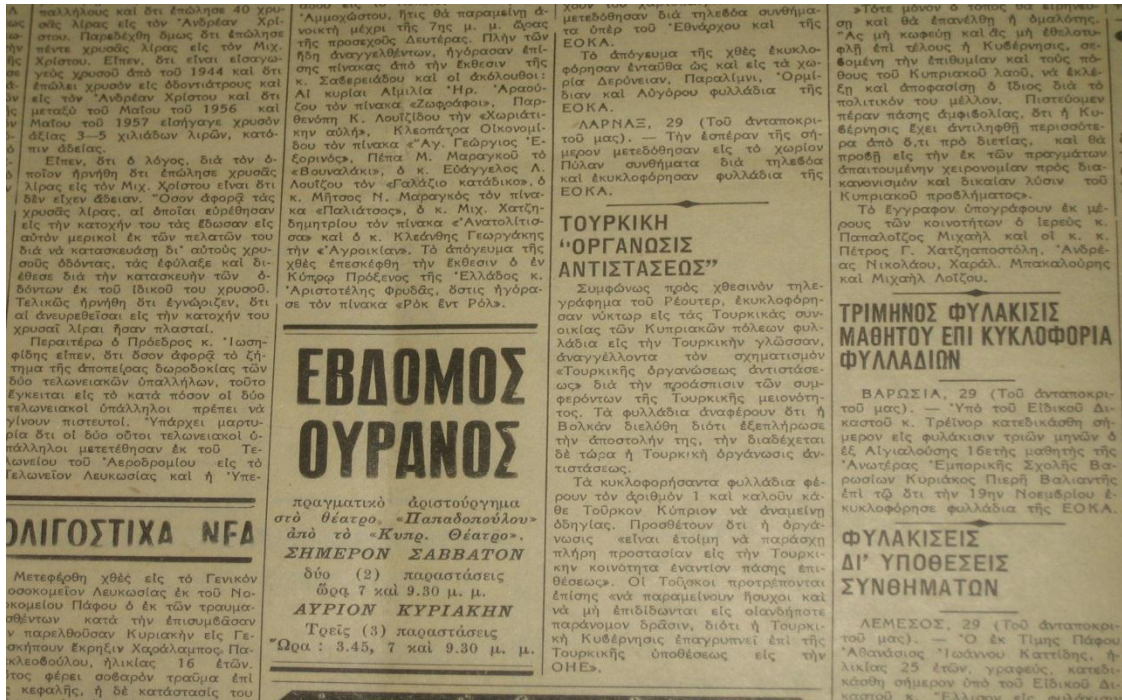 παλλήλους καὶ ὅτι ἐπώλησε 40 χρυ-
σᾶς λίρας εἰς τὸν Ἀνδρέαν Χρί-
στου. Παρεδέχθη ὅμως ὅτι ἐπώλησε
πέντε χρυσᾶς λίρας εἰς τὸν Μιχ.
Χρίστου. Εἶπεν, ὅτι εἶναι εἰσαγω-
γεὺς χρυσοῦ ἀπὸ τοῦ 1944 καὶ ὅτι
ἐπώλει χρυσὸν εἰς ὀδοντιάτρους καὶ
εἰς τὸν Ἀνδρέαν Χρίστου καὶ ὅτι
μεταξὺ τοῦ Μαΐου τοῦ 1956 καὶ
Μαΐου τοῦ 1957 εἰσήγαγε χρυσὸν
ἀξίας 3—5 χιλιάδων λιρῶν, κατό-
πιν ἀδείας.
Εἶπεν, ὅτι ὁ λόγος, διὰ τὸν ὁ-
ποῖον ἠρνήθη ὅτι ἐπώλησε χρυσᾶς
λίρας εἰς τὸν Μιχ. Χρίστου εἶναι ὅτι
δὲν εἶχεν ἄδειαν. Ὅσον ἀφορᾷ τὰς
χρυσᾶς λίρας, αἱ ὁποῖαι εὑρέθησαν
εἰς τὴν κατοχήν του τὰς ἔδωσαν εἰς
αὐτὸν μερικοὶ ἐκ τῶν πελατῶν του
διὰ νὰ κατασκευάσῃ δι' αὐτοὺς χρυ-
σοῦς ὀδόντας, τὰς ἐφύλαξε καὶ δι-
έθεσε διὰ τὴν κατασκευὴν τῶν ὀ-
δόντων ἐκ τοῦ ἰδικοῦ του χρυσοῦ.
Τελικῶς ἠρνήθη ὅτι ἐγνώριζεν, ὅτι
αἱ ἀνευρεθεῖσαι εἰς τὴν κατοχήν του
χρυσαῖ λίραι ἦσαν πλασταί.
Περαιτέρω ὁ Πρόεδρος κ. Ἰωση-
φίδης εἶπεν, ὅτι ὅσον ἀφορᾷ τὸ ζή-
τημα τῆς ἀποπείρας δωροδοκίας τῶν
δύο τελωνειακῶν ὑπαλλήλων, τοῦτο
ἔγκειται εἰς τὸ κατὰ πόσον οἱ δύο
τελωνειακοὶ ὑπάλληλοι πρέπει νὰ
γίνουν πιστευτοί. Ὑπάρχει μαρτυ-
ρία ὅτι οἱ δύο οὗτοι τελωνειακοὶ ὑ-
πάλληλοι μετετέθησαν ἐκ τοῦ Τε-
λωνείου τοῦ Ἀεροδρομίου εἰς τὸ
Τελωνεῖον Λευκωσίας καὶ ἡ Ὑπε-
ΟΛΙΓΟΣΤΙΧΑ ΝΕΑ
Μετεφέρθη χθὲς εἰς τὸ Γενικὸν
Νοσοκομεῖον Λευκωσίας ἐκ τοῦ Νο-
σοκομείου Πάφου ὁ ἐκ τῶν τραυμα-
σθέντων κατὰ τὴν ἐπισυμβᾶσαν
παρελθοῦσαν Κυριακὴν εἰς Γε-
σκήπου ἔκρηξιν Χαράλαμπος Πα-
κλεοβούλου, ἡλικίας 16 ἐτῶν.
τος φέρει σοβαρὸν τραῦμα ἐπὶ
κεφαλῆς, ἡ δὲ κατάστασίς του
Ἀμμοχώστου, ἥτις θὰ παραμείνῃ ἀ-
νοικτὴ μέχρι τῆς 7ης μ. μ. ὥρας
τῆς προσεχοῦς Δευτέρας. Πλὴν τῶν
ἤδη ἀναγγελθέντων, ἠγόρασαν ἐπί-
σης πίνακας ἀπὸ τὴν ἔκθεσιν τῆς
κ. Σαβεριάδου καὶ οἱ ἀκόλουθοι:
Αἱ κυρίαι Αἰμιλία Ἡρ. Ἀραού-
ζου τὸν πίνακα «Ζωγράφοι», Παρ-
θενόπη Κ. Λουϊζίδου τὴν «Χωριάτι-
κην αὐλή», Κλεοπάτρα Οἰκονομί-
δου τὸν πίνακα «Ἅγ. Γεώργιος Ἐ-
ξορινός», Πέπα Μ. Μαραγκοῦ τὸ
«Βουναλάκι», ὁ κ. Εὐάγγελος Λ.
Λουΐζου τὸν «Γαλάζιο κατάδικο», ὁ
κ. Μῆτσος Ν. Μαραγκὸς τὸν πίνα-
κα «Παλιάτσος», ὁ κ. Μιχ. Χατζη-
δημητρίου τὸν πίνακα «Ἀνατολίτισ-
σα» καὶ ὁ κ. Κλεάνθης Γεωργάκης
τὴν «Ἀγροικίαν». Τὸ ἀπόγευμα τῆς
χθὲς ἐπεσκέφθη τὴν ἔκθεσιν ὁ ἐν
Κύπρῳ Πρόξενος τῆς Ἑλλάδος κ.
Ἀριστοτέλης Φρυδᾶς, ὅστις ἠγόρα-
σε τὸν πίνακα «Ρὸκ ἔντ Ρόλ».
ΕΒΔΟΜΟΣ
ΟΥΡΑΝΟΣ
πραγματικὸ ἀριστούργημα
στὸ θέατρο «Παπαδοπούλου»
ἀπὸ τὸ «Κυπρ. Θέατρο».
ΣΗΜΕΡΟΝ ΣΑΒΒΑΤΟΝ
δύο (2) παραστάσεις
ὥρα 7 καὶ 9.30 μ. μ.
ΑΥΡΙΟΝ ΚΥΡΙΑΚΗΝ
Τρεῖς (3) παραστάσεις
Ὥρα : 3.45, 7 καὶ 9.30 μ. μ.
μετεδόθησαν διὰ τηλεβόα συνθήμα-
τα ὑπὲρ τοῦ Ἐθνάρχου καὶ τῆς
ΕΟΚΑ.
Τὸ ἀπόγευμα τῆς χθὲς ἐκυκλο-
φόρησαν ἐνταῦθα ὡς καὶ εἰς τὰ χω-
ρία Δερύνειαν, Παραλίμνι, Ὀρμί-
διαν καὶ Αὐγόρου φυλλάδια τῆς
ΕΟΚΑ.
ΛΑΡΝΑΞ, 29 (Τοῦ ἀνταποκρι-
τοῦ μας). — Τὴν ἑσπέραν τῆς σή-
μερον μετεδόθησαν εἰς τὸ χωρίον
Πύλαν συνθήματα διὰ τηλεβόα
καὶ ἐκυκλοφόρησαν φυλλάδια τῆς
ΕΟΚΑ.
ΤΟΥΡΚΙΚΗ
"ΟΡΓΑΝΩΣΙΣ
ΑΝΤΙΣΤΑΣΕΩΣ"
Συμφώνως πρὸς χθεσινὸν τηλε-
γράφημα τοῦ Ρέουτερ, ἐκυκλοφόρη-
σαν νύκτωρ εἰς τὰς Τουρκικὰς συν-
οικίας τῶν Κυπριακῶν πόλεων φυλ-
λάδια εἰς τὴν Τουρκικὴν γλῶσσαν,
ἀναγγέλλοντα τὸν σχηματισμὸν
«Τουρκικῆς ὀργανώσεως ἀντιστάσε-
ως» διὰ τὴν προάσπισιν τῶν συμ-
φερόντων τῆς Τουρκικῆς μειονότη-
τος. Τὰ φυλλάδια ἀναφέρουν ὅτι ἡ
Βολκὰν διελύθη διότι ἐξεπλήρωσε
τὴν ἀποστολήν της, τὴν διαδέχεται
δὲ τώρα ἡ Τουρκικὴ ὀργάνωσις ἀν-
τιστάσεως.
Τὰ κυκλοφορήσαντα φυλλάδια φέ-
ρουν τὸν ἀριθμὸν 1 καὶ καλοῦν κά-
θε Τοῦρκον Κύπριον νὰ ἀναμείνῃ
ὁδηγίας. Προσθέτουν ὅτι ἡ ὀργά-
νωσις «εἶναι ἑτοίμη νὰ παράσχῃ
πλήρη προστασίαν εἰς τὴν Τουρκι-
κὴν κοινότητα ἐναντίον πάσης ἐπι-
θέσεως». Οἱ Τοῦρκοι προτρέπονται
ἐπίσης «νὰ παραμείνουν ἥσυχοι καὶ
νὰ μὴ ἐπιδίδωνται εἰς οἱανδήποτε
παράνομον δρᾶσιν, διότι ἡ Τουρκι-
κὴ Κυβέρνησις ἐπαγρυπνεῖ ἐπὶ τῆς
Τουρκικῆς ὑποθέσεως εἰς τὴν
ΟΗΕ».
»Τότε μόνον ὁ τόπος θὰ εἰρηνεύ-
σῃ καὶ θὰ ἐπανέλθῃ ἡ ὁμαλότης.
Ἂς μὴ κωφεύῃ καὶ ἂς μὴ ἐθελοτυ-
φλῇ ἐπὶ τέλους ἡ Κυβέρνησις, σε-
βομένη τὴν ἐπιθυμίαν καὶ τοὺς πό-
θους τοῦ Κυπριακοῦ λαοῦ, νὰ ἐκλέ-
ξῃ καὶ ἀποφασίσῃ ὁ ἴδιος διὰ τὸ
πολιτικόν του μέλλον. Πιστεύομεν
πέραν πάσης ἀμφιβολίας, ὅτι ἡ Κυ-
βέρνησις ἔχει ἀντιληφθῆ περισσότε-
ρα ἀπὸ ὅ,τι πρὸ διετίας, καὶ θὰ
προβῇ εἰς τὴν ἐκ τῶν πραγμάτων
ἀπαιτουμένην χειρονομίαν πρὸς δια-
κανονισμὸν καὶ δικαίαν λύσιν τοῦ
Κυπριακοῦ προβλήματος».
Τὸ ἔγγραφον ὑπογράφουν ἐκ μέ-
ρους τῶν κοινοτήτων ὁ ἱερεὺς κ.
Παπαλοΐζος Μιχαὴλ καὶ οἱ κ. κ.
Πέτρος Γ. Χατζηαποστόλη, Ἀνδρέ-
ας Νικολάου, Χαράλ. Μπακαλούρης
καὶ Μιχαὴλ Λοΐζου.
ΤΡΙΜΗΝΟΣ ΦΥΛΑΚΙΣΙΣ
ΜΑΘΗΤΟΥ ΕΠΙ ΚΥΚΛΟΦΟΡΙΑ
ΦΥΛΛΑΔΙΩΝ
ΒΑΡΩΣΙΑ, 29 (Τοῦ ἀνταποκρι-
τοῦ μας). — Ὑπὸ τοῦ Εἰδικοῦ Δι-
καστοῦ κ. Τρέϊνορ κατεδικάσθη σή-
μερον εἰς φυλάκισιν τριῶν μηνῶν ὁ
ἐξ Αἰγιαλούσης 16ετὴς μαθητὴς τῆς
Ἀνωτέρας Ἐμπορικῆς Σχολῆς Βα-
ρωσίων Κυριάκος Πιερῆ Βαλιαντῆς
ἐπὶ τῷ ὅτι τὴν 19ην Νοεμβρίου ἐ-
κυκλοφόρησε φυλλάδια τῆς ΕΟΚΑ.
ΦΥΛΑΚΙΣΕΙΣ
ΔΙ' ΥΠΟΘΕΣΕΙΣ
ΣΥΝΘΗΜΑΤΩΝ
ΛΕΜΕΣΟΣ, 29 (Τοῦ ἀνταποκρι-
τοῦ μας). — Ὁ ἐκ Τίμης Πάφου
Ἀθανάσιος Ἰωάννου Καττίδης, ἡ-
λικίας 25 ἐτῶν, γραφεύς, κατεδι-
κάσθη σήμερον ὑπὸ τοῦ Εἰδικοῦ Δι-
καστοῦ κ.